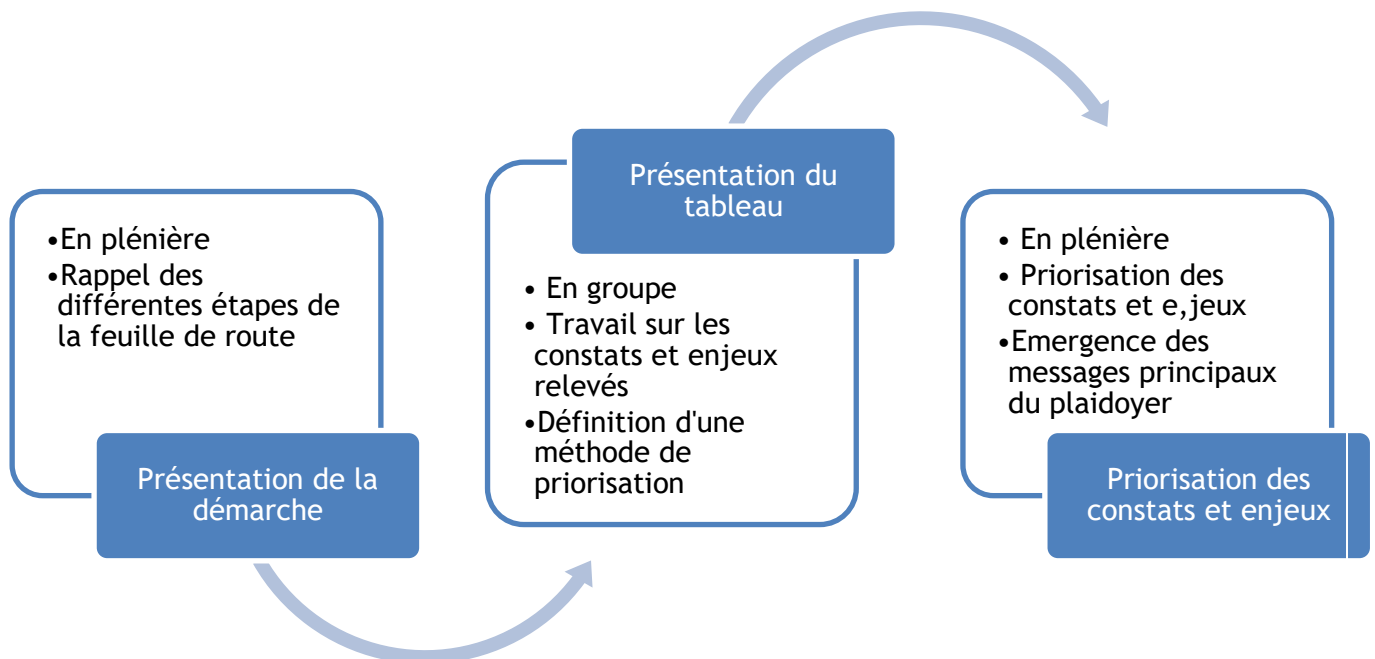 •En plénière
•Rappel des
différentes étapes de
la feuille de route
Présentation de la
démarche
Présentation du
tableau
• En groupe
• Travail sur les
constats et enjeux
relevés
•Définition d'une
méthode de
priorisation
• En plénière
• Priorisation des
constats et e,jeux
•Emergence des
messages principaux
du plaidoyer
Priorisation des
constats et enjeux